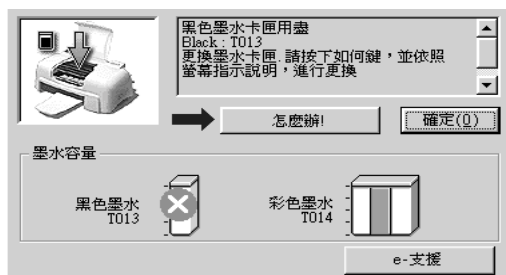 黑色墨水卡匣用盡
Black : T013
更換墨水卡匣.請按下如何鍵，並依照
螢幕指示說明，進行更換
怎麼辦!
確定(O)
墨水容量
黑色墨水
T013
彩色墨水
T014
e-支援